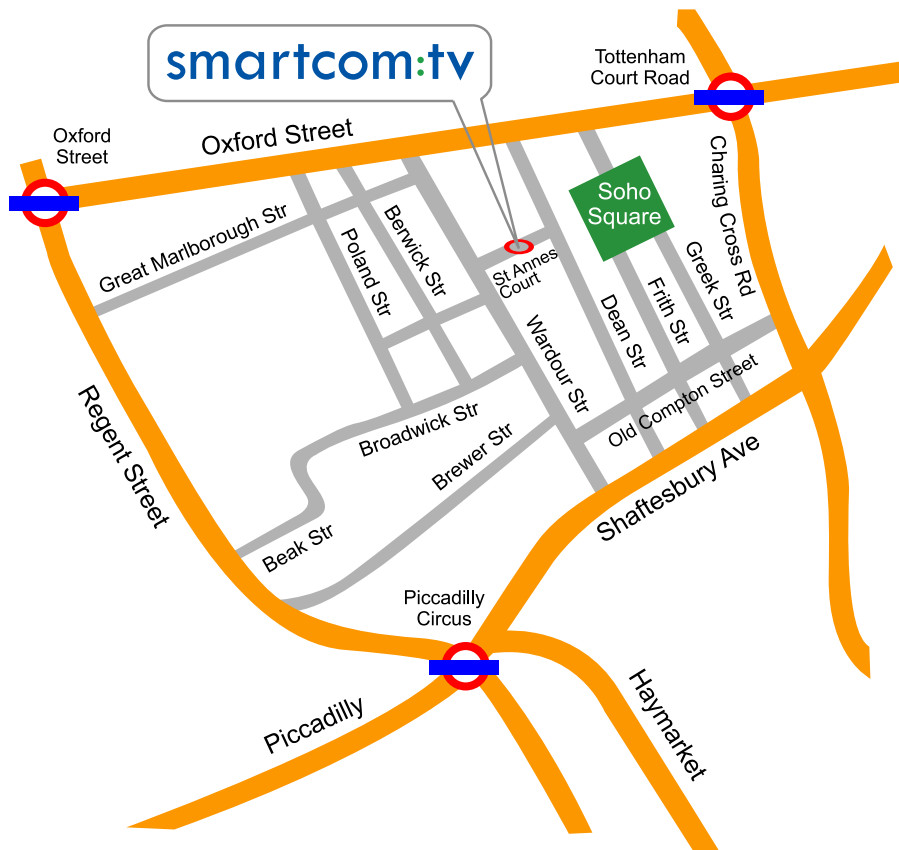 smartcom:tv
Tottenham
Court Road
Oxford
Street
Oxford Street
Charing Cross Rd
Soho
Square
Great Marlborough Str
Poland Str
Berwick Str
St Annes
Court
Greek Str
Frith Str
Dean Str
Wardour Str
Old Compton Street
Regent Street
Broadwick Str
Brewer Str
Shaftesbury Ave
Beak Str
Piccadilly
Circus
Piccadilly
Haymarket